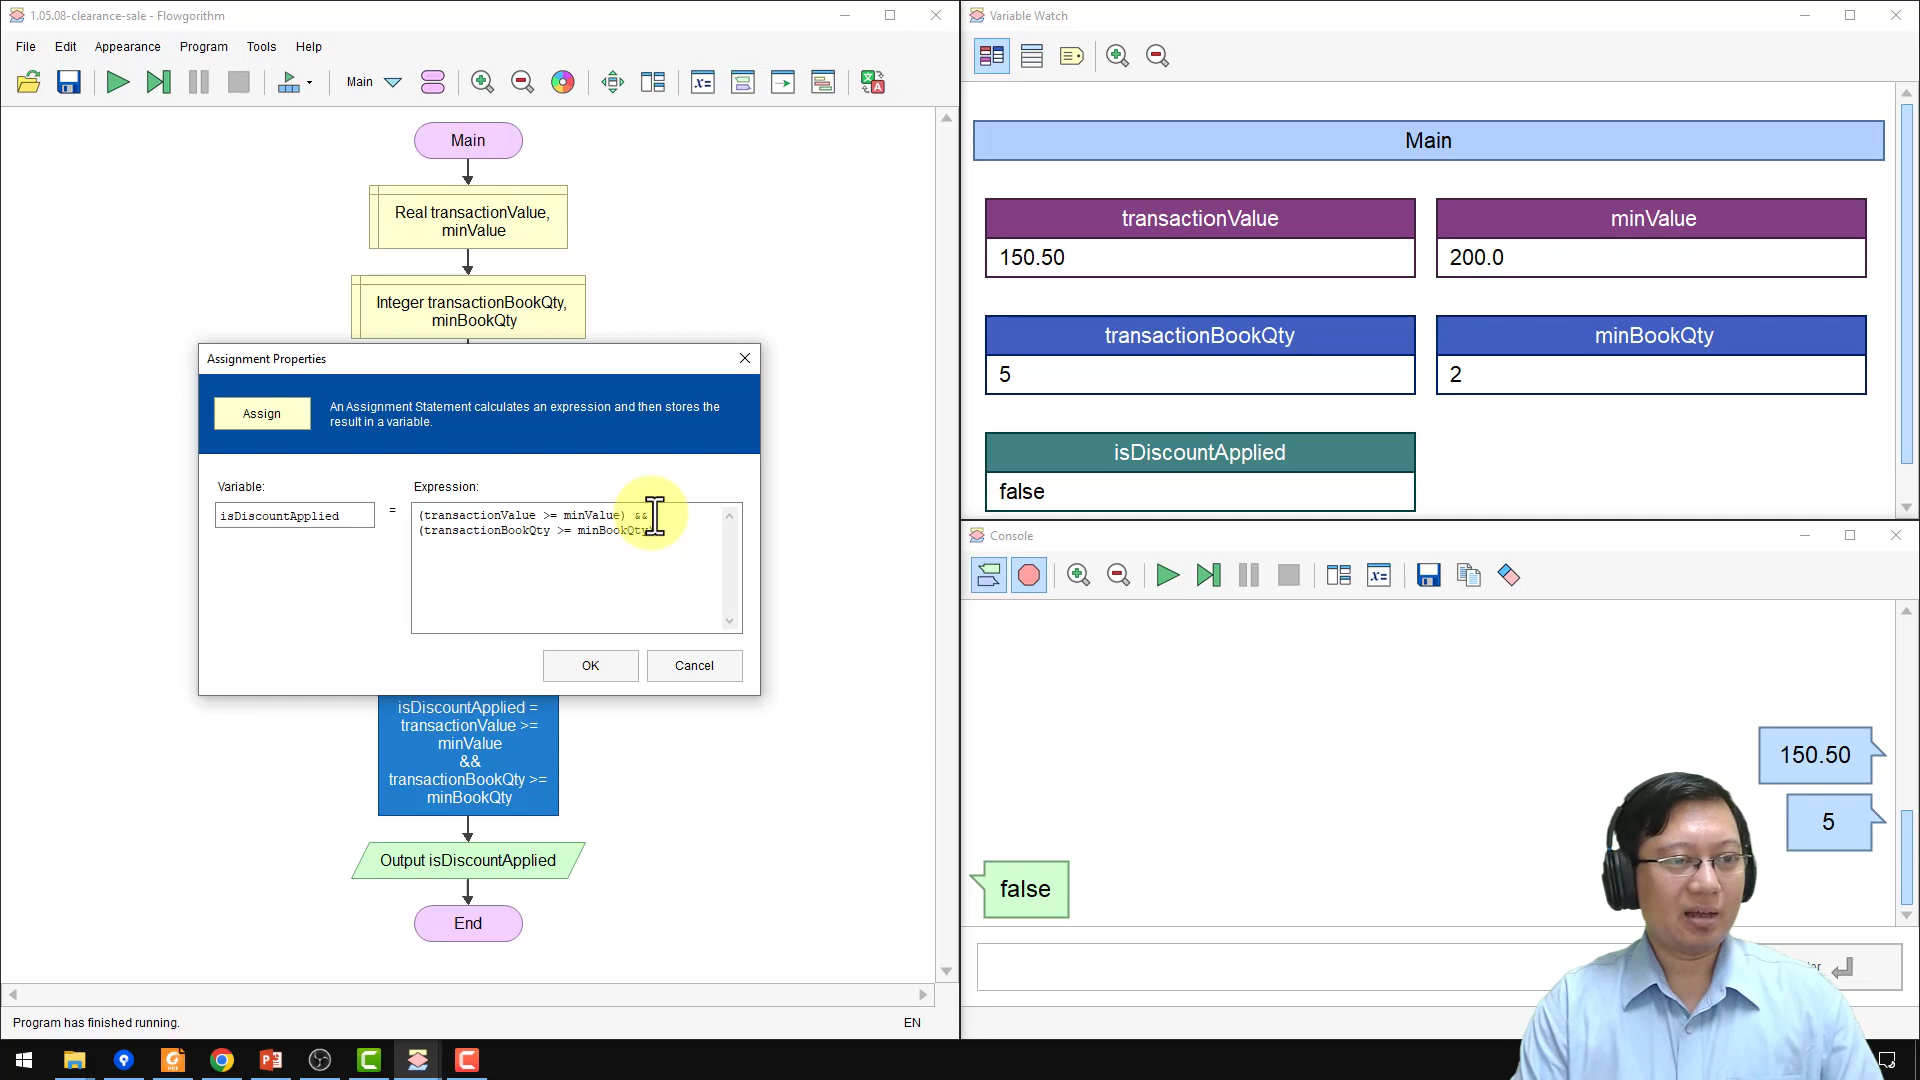 1.05.08-clearance-sale - Flowgorithm
File Edit Appearance Program Tools Help
Main
Main
Real transactionValue,
minValue
Integer transactionBookQty,
minBookQty
Assignment Properties
Assign
An Assignment Statement calculates an expression and then stores the
result in a variable.
Variable:
isDiscountApplied
=
Expression:
(transactionValue >= minValue) &&
(transactionBookQty >= minBookQty)
OK
Cancel
isDiscountApplied =
transactionValue >=
minValue
&&
transactionBookQty >=
minBookQty
Output isDiscountApplied
End
Program has finished running.
EN
Variable Watch
Main
transactionValue
150.50
minValue
200.0
transactionBookQty
5
minBookQty
2
isDiscountApplied
false
Console
150.50
5
false